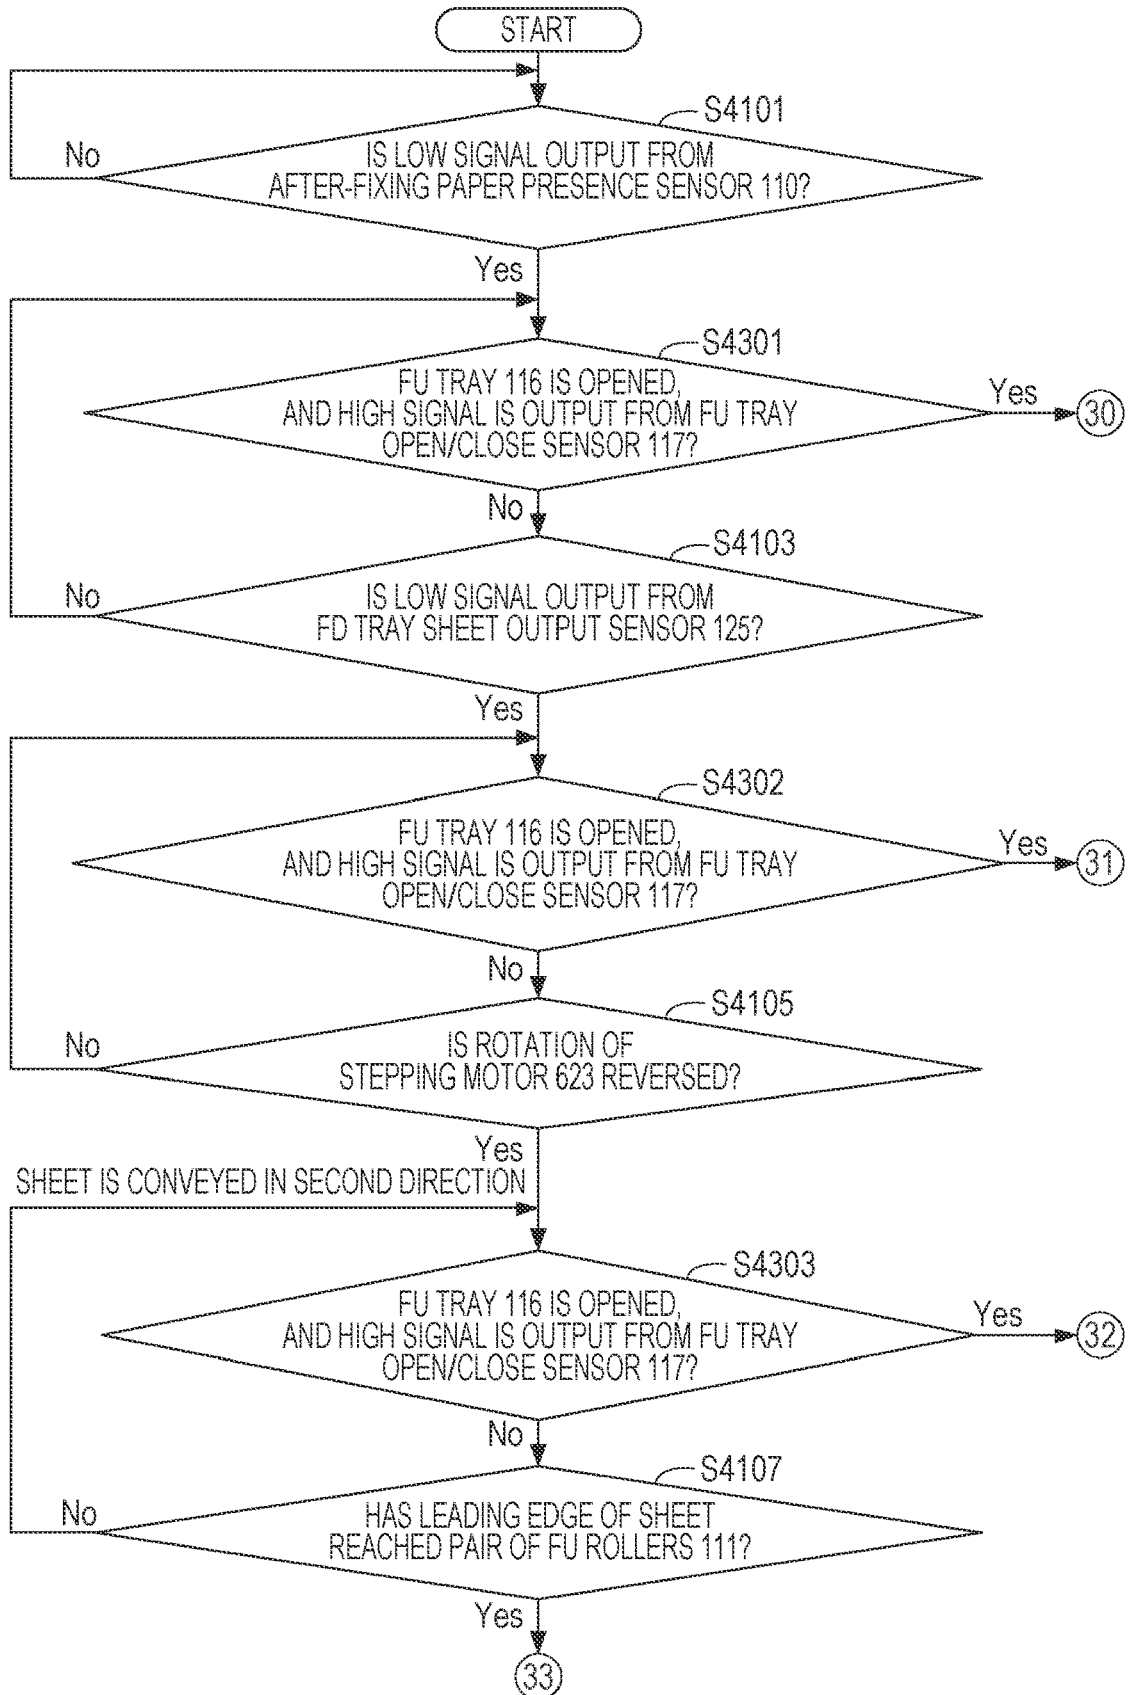 START
S4101
No
IS LOW SIGNAL OUTPUT FROM
AFTER-FIXING PAPER PRESENCE SENSOR 110?
Yes
S4301
FU TRAY 116 IS OPENED,
AND HIGH SIGNAL IS OUTPUT FROM FU TRAY
OPEN/CLOSE SENSOR 117?
Yes
30
No
S4103
No
IS LOW SIGNAL OUTPUT FROM
FD TRAY SHEET OUTPUT SENSOR 125?
Yes
S4302
FU TRAY 116 IS OPENED,
AND HIGH SIGNAL IS OUTPUT FROM FU TRAY
OPEN/CLOSE SENSOR 117?
Yes
31
No
S4105
No
IS ROTATION OF
STEPPING MOTOR 623 REVERSED?
Yes
SHEET IS CONVEYED IN SECOND DIRECTION
S4303
FU TRAY 116 IS OPENED,
AND HIGH SIGNAL IS OUTPUT FROM FU TRAY
OPEN/CLOSE SENSOR 117?
Yes
32
No
S4107
No
HAS LEADING EDGE OF SHEET
REACHED PAIR OF FU ROLLERS 111?
Yes
33